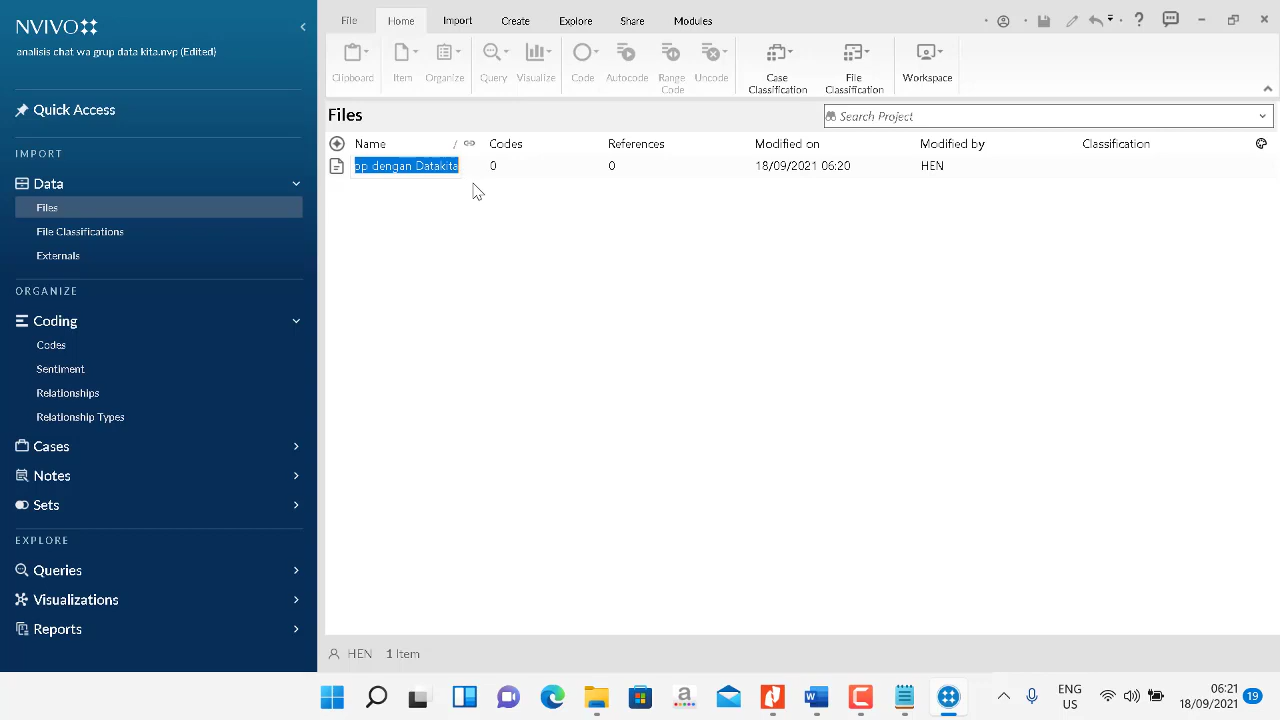 NVIVO
analisis chat wa grup data kita.nvp (Edited)
Quick Access
IMPORT
Data
Files
File Classifications
Externals
ORGANIZE
Coding
Codes
Sentiment
Relationships
Relationship Types
Cases
Notes
Sets
EXPLORE
Queries
Visualizations
Reports
File Home Import Create Explore Share Modules
Clipboard Item Organize Query Visualize Code Autocode Range Code Uncode Case Classification File Classification Workspace
Files
Search Project
Name / Codes References Modified on Modified by Classification
pp dengan Datakita 0 0 18/09/2021 06:20 HEN
HEN 1 Item
ENG
US
06:21
18/09/2021
19